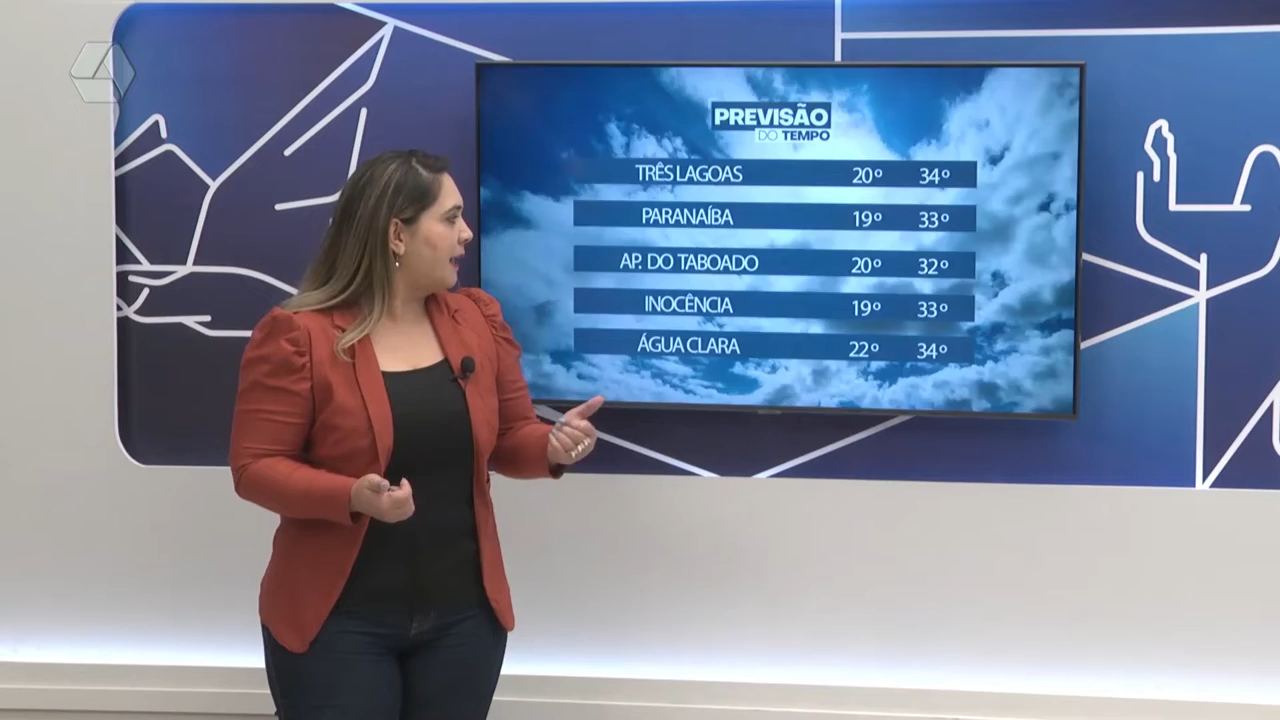 PREVISÃO
DO TEMPO
TRÊS LAGOAS 20º 34º
PARANAÍBA 19º 33º
AP. DO TABOADO 20º 32º
INOCÊNCIA 19º 33º
ÁGUA CLARA 22º 34º